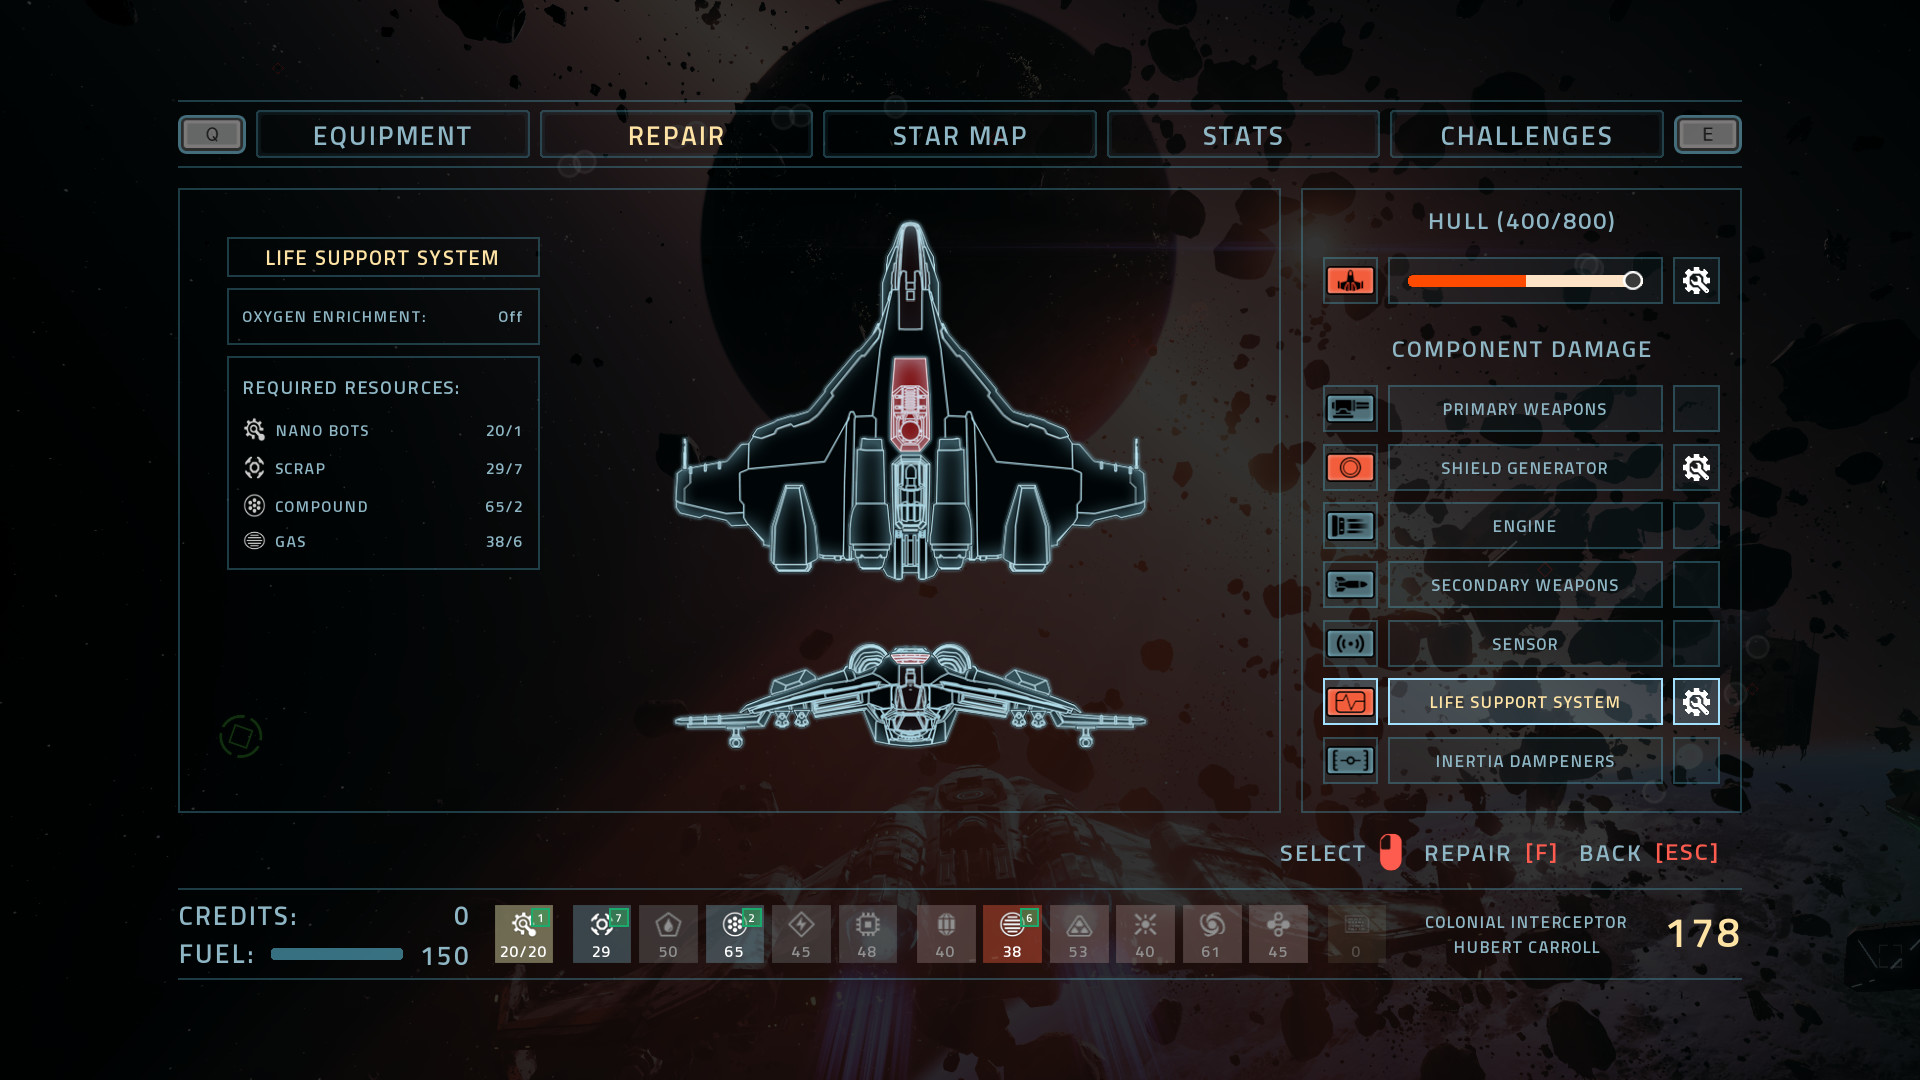 Q
EQUIPMENT
REPAIR
STAR MAP
STATS
CHALLENGES
E
LIFE SUPPORT SYSTEM
OXYGEN ENRICHMENT: Off
REQUIRED RESOURCES:
NANO BOTS 20/1
SCRAP 29/7
COMPOUND 65/2
GAS 38/6
HULL (400/800)
COMPONENT DAMAGE
PRIMARY WEAPONS
SHIELD GENERATOR
ENGINE
SECONDARY WEAPONS
SENSOR
LIFE SUPPORT SYSTEM
INERTIA DAMPENERS
SELECT REPAIR [F] BACK [ESC]
CREDITS: 0
FUEL: 150
1 7 2 6
20/20 29 50 65 45 48 40 38 53 40 61 45 0
COLONIAL INTERCEPTOR
HUBERT CARROLL
178